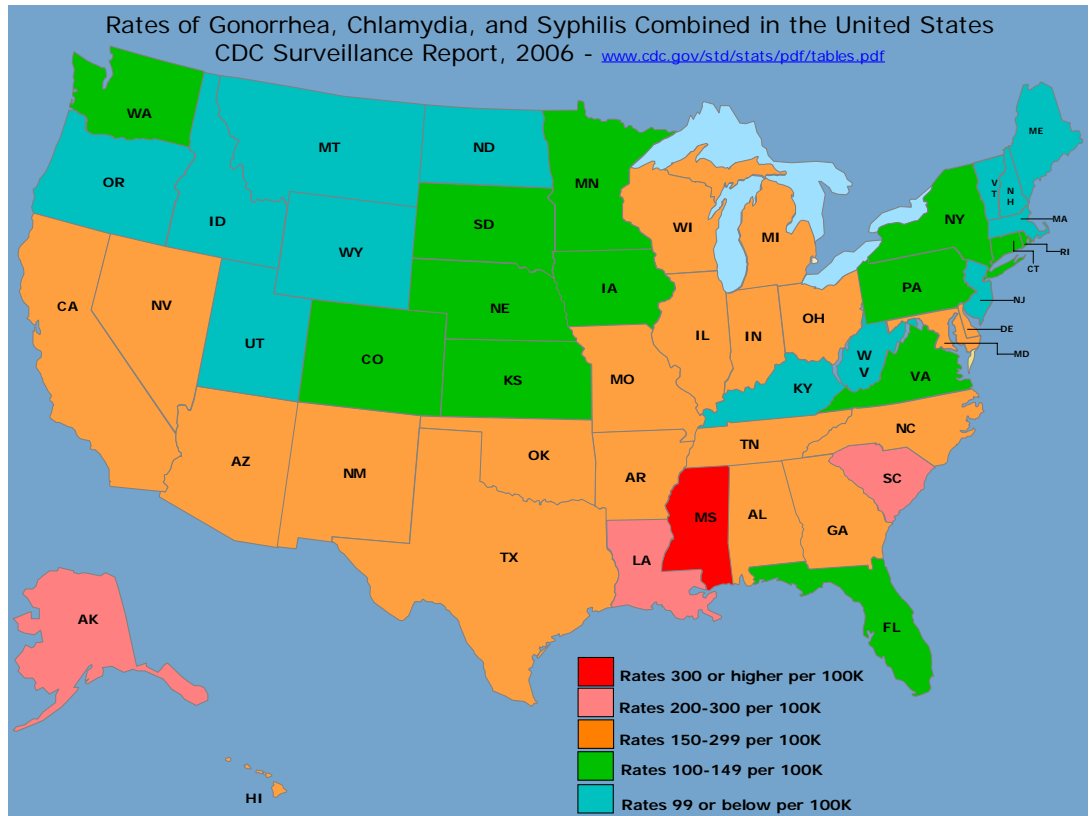 Rates of Gonorrhea, Chlamydia, and Syphilis Combined in the United States
CDC Surveillance Report, 2006 - www.cdc.gov/std/stats/pdf/tables.pdf
WA
MT
ND
MN
ME
OR
ID
SD
WI
MI
NY
V
T
N
H
MA
RI
CT
WY
NE
IA
PA
NJ
CA
NV
UT
CO
KS
MO
IL
IN
OH
DE
MD
W
V
VA
KY
AZ
NM
OK
AR
TN
NC
SC
TX
LA
MS
AL
GA
FL
AK
HI
Rates 300 or higher per 100K
Rates 200-300 per 100K
Rates 150-299 per 100K
Rates 100-149 per 100K
Rates 99 or below per 100K